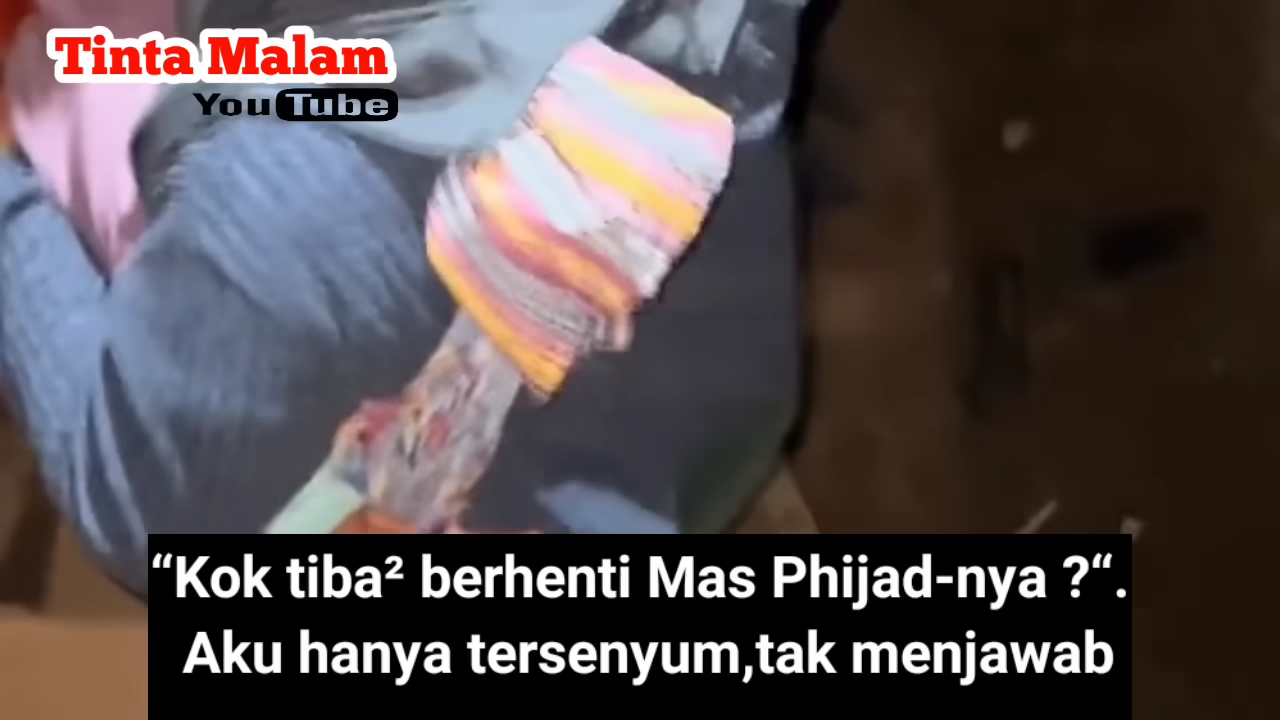 Tinta Malam
YouTube
“Kok tiba² berhenti Mas Phijad-nya ?“.
Aku hanya tersenyum,tak menjawab